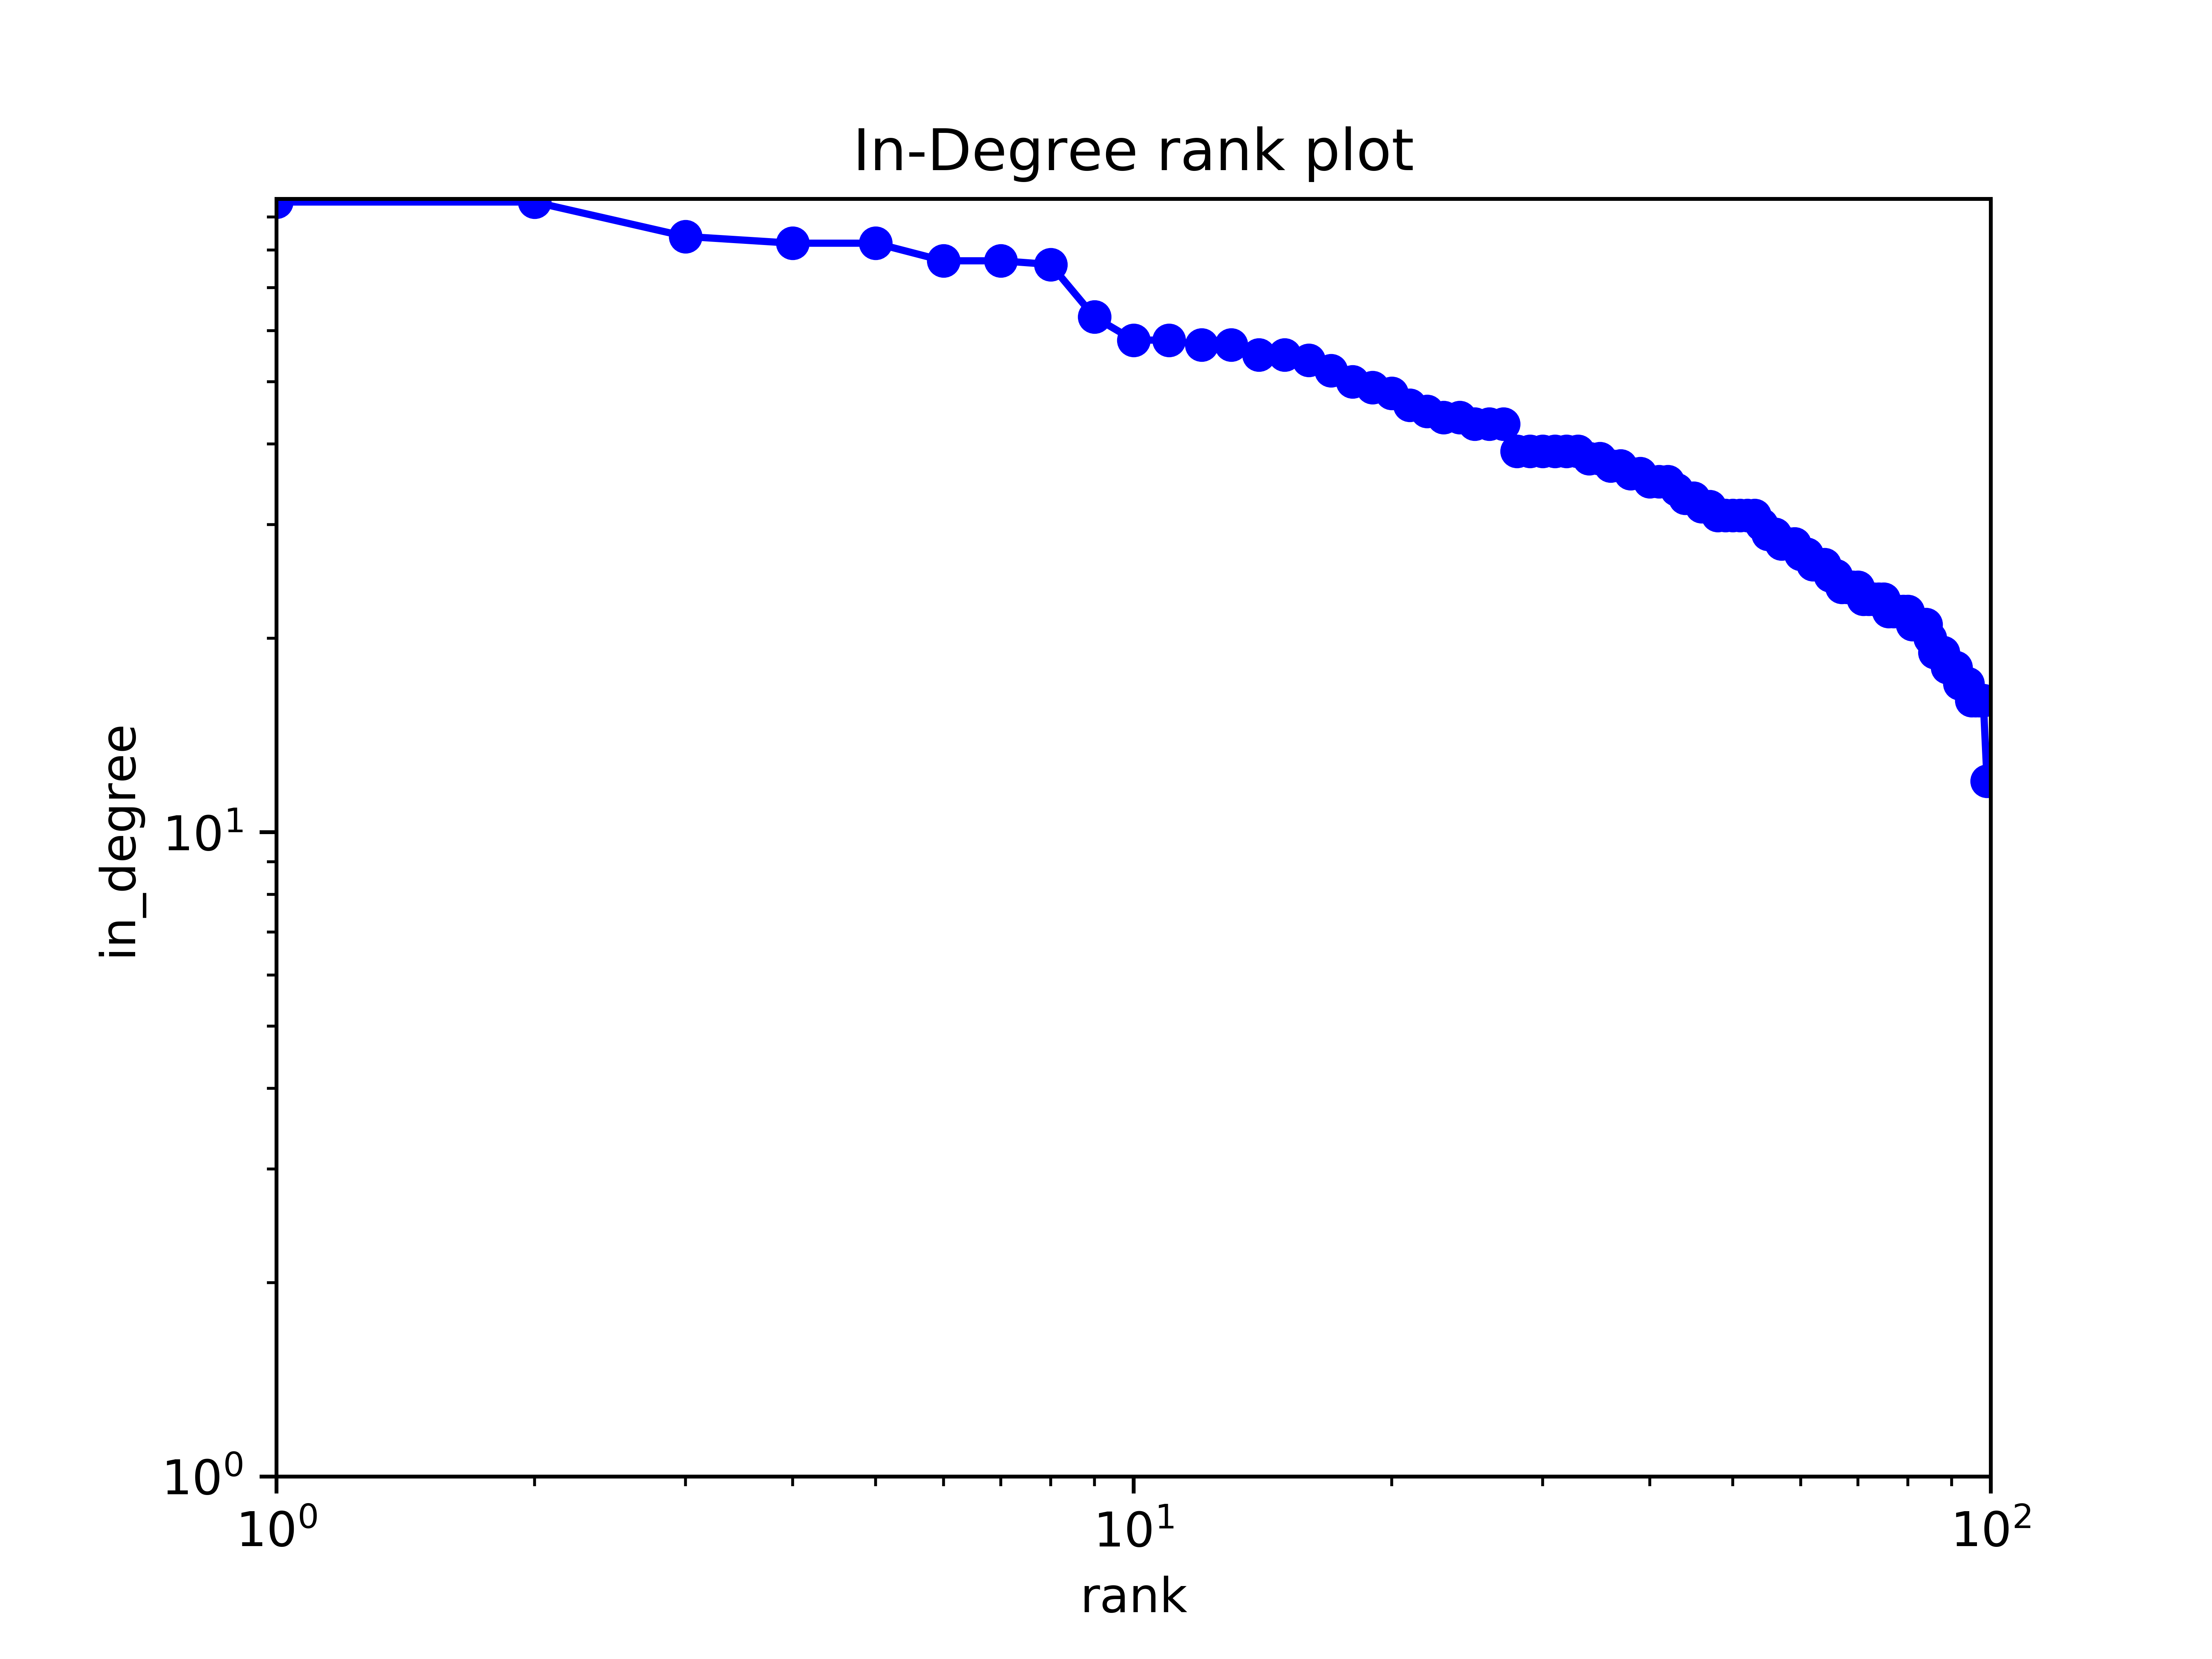 In-Degree rank plot
in_degree
10¹
10⁰
10⁰ 10¹ 10²
rank